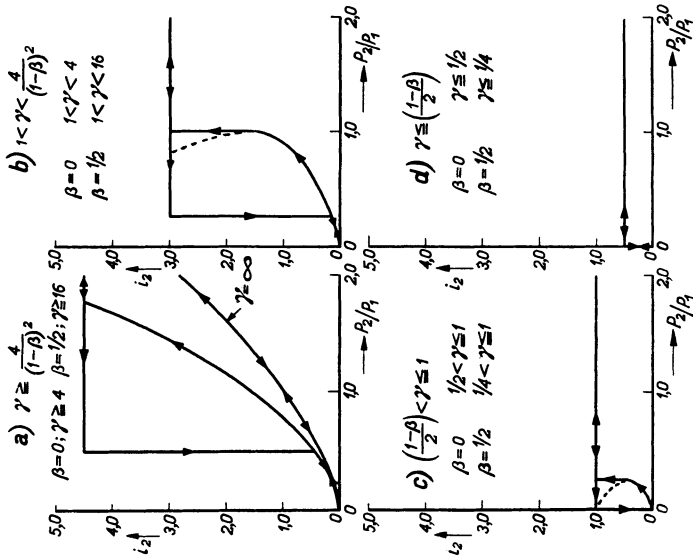 a) γ ≧ 4/(1-β)²
β=0; γ≧4 β=1/2; γ≧16
5,0
4,0
3,0
2,0
1,0
0
i₂
γ=∞
0
1,0
2,0
P₂/P₁
b) 1<γ<4/(1-β)²
β=0 1<γ<4
β=1/2 1<γ<16
5,0
4,0
3,0
2,0
1,0
0
i₂
0
1,0
2,0
P₂/P₁
c) (1-β/2)<γ≦1
β=0 1/2<γ≦1
β=1/2 1/4<γ≦1
5,0
4,0
3,0
2,0
1,0
0
i₂
0
1,0
2,0
P₂/P₁
d) γ≦(1-β/2)
β=0 γ≦1/2
β=1/2 γ≦1/4
5,0
4,0
3,0
2,0
1,0
0
i₂
0
1,0
2,0
P₂/P₁